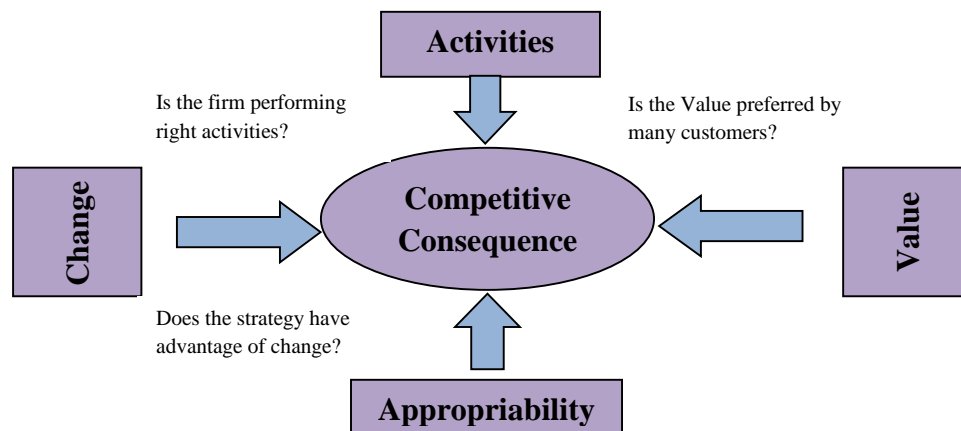 Activities
Is the firm performing
right activities?
Is the Value preferred by
many customers?
Change
Competitive
Consequence
Value
Does the strategy have
advantage of change?
Appropriability